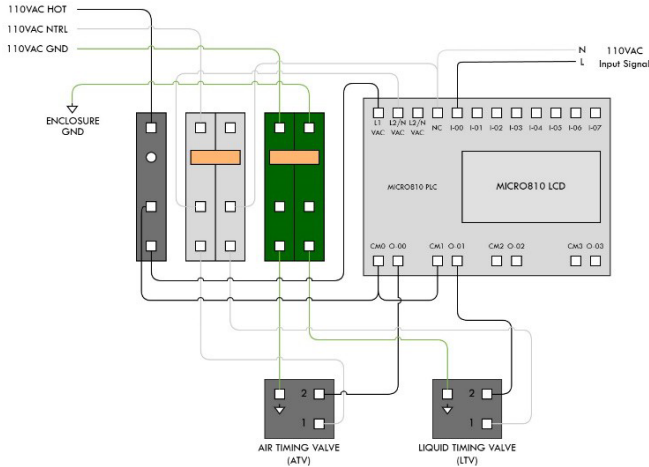 110VAC HOT
110VAC NTRL
110VAC GND
N 110VAC
L Input Signal
ENCLOSURE
GND
L1 L2/N L2/N NC I-00 I-01 I-02 I-03 I-04 I-05 I-06 I-07
VAC VAC VAC
MICRO810 PLC
MICRO810 LCD
CM0 O-00 CM1 O-01 CM2 O-02 CM3 O-03
2
1
2
1
AIR TIMING VALVE
(ATV)
LIQUID TIMING VALVE
(LTV)